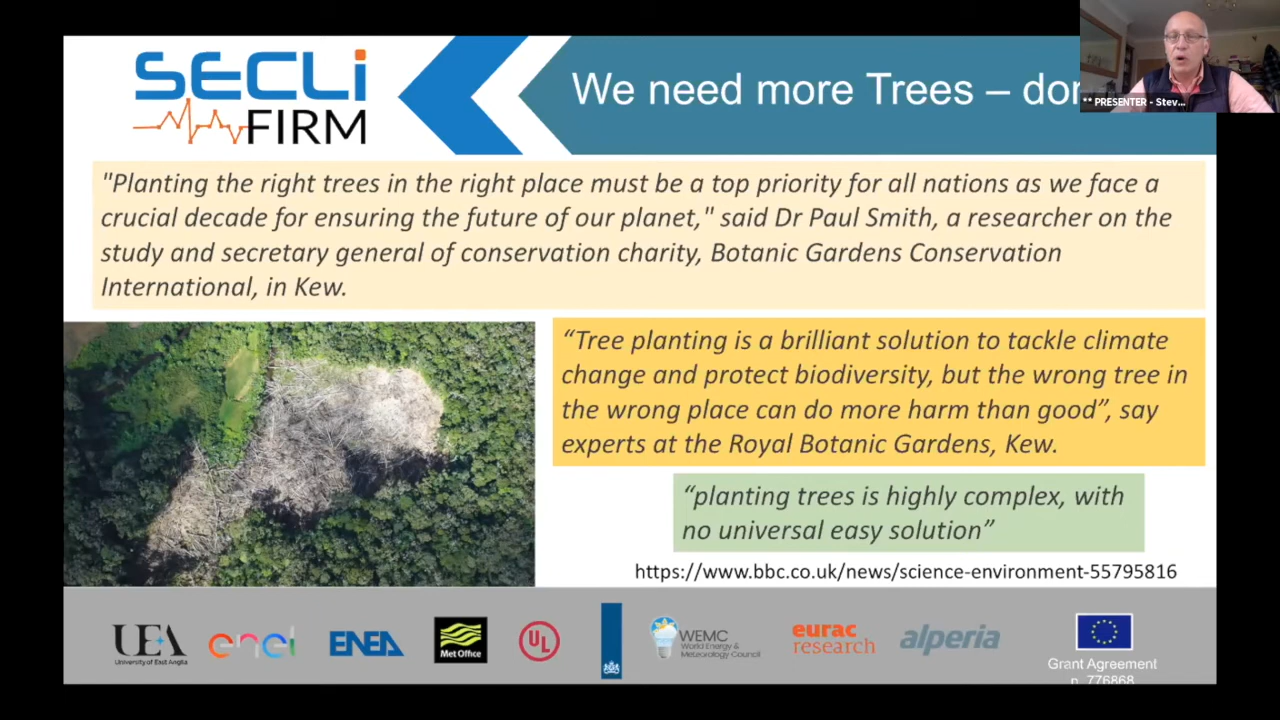 SECLi
FIRM
We need more Trees –
** PRESENTER - Stev...
"Planting the right trees in the right place must be a top priority for all nations as we face a
crucial decade for ensuring the future of our planet," said Dr Paul Smith, a researcher on the
study and secretary general of conservation charity, Botanic Gardens Conservation
International, in Kew.
“Tree planting is a brilliant solution to tackle climate
change and protect biodiversity, but the wrong tree in
the wrong place can do more harm than good”, say
experts at the Royal Botanic Gardens, Kew.
“planting trees is highly complex, with
no universal easy solution”
https://www.bbc.co.uk/news/science-environment-55795816
UEA
University of East Anglia
enel
ENEA
Met Office
UL
WEMC
World Energy &
Meteorology Council
eurac
research
alperia
Grant Agreement
n. 776868